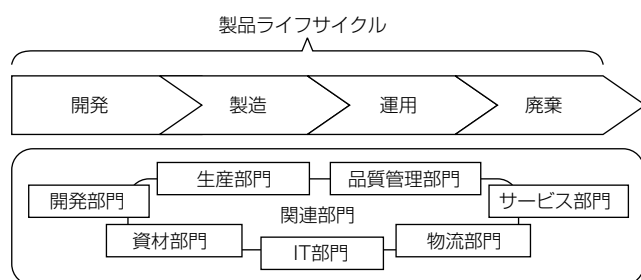 製品ライフサイクル
開発 製造 運用 廃棄
生産部門 品質管理部門
開発部門 サービス部門
関連部門
資材部門 物流部門
IT部門